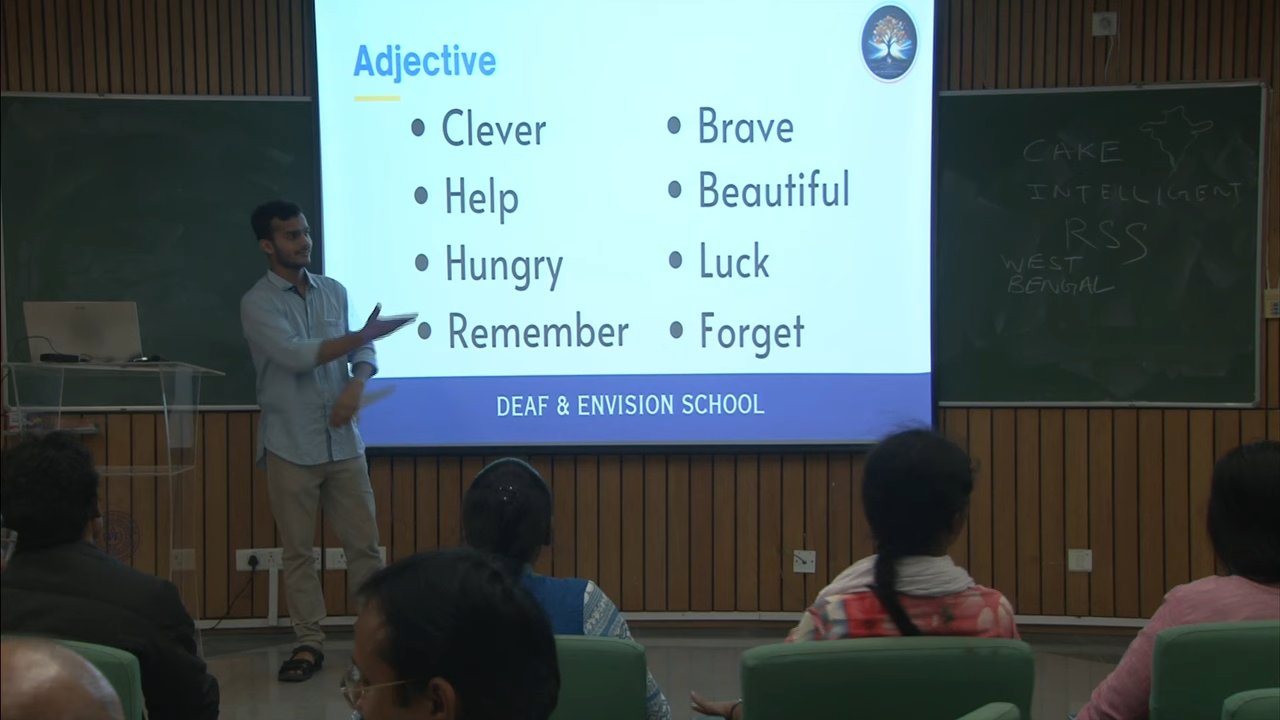 Adjective
• Clever
• Help
• Hungry
• Remember
• Brave
• Beautiful
• Luck
• Forget
DEAF & ENVISION SCHOOL
CAKE
INTELLIGENT
RSS
WEST
BENGAL